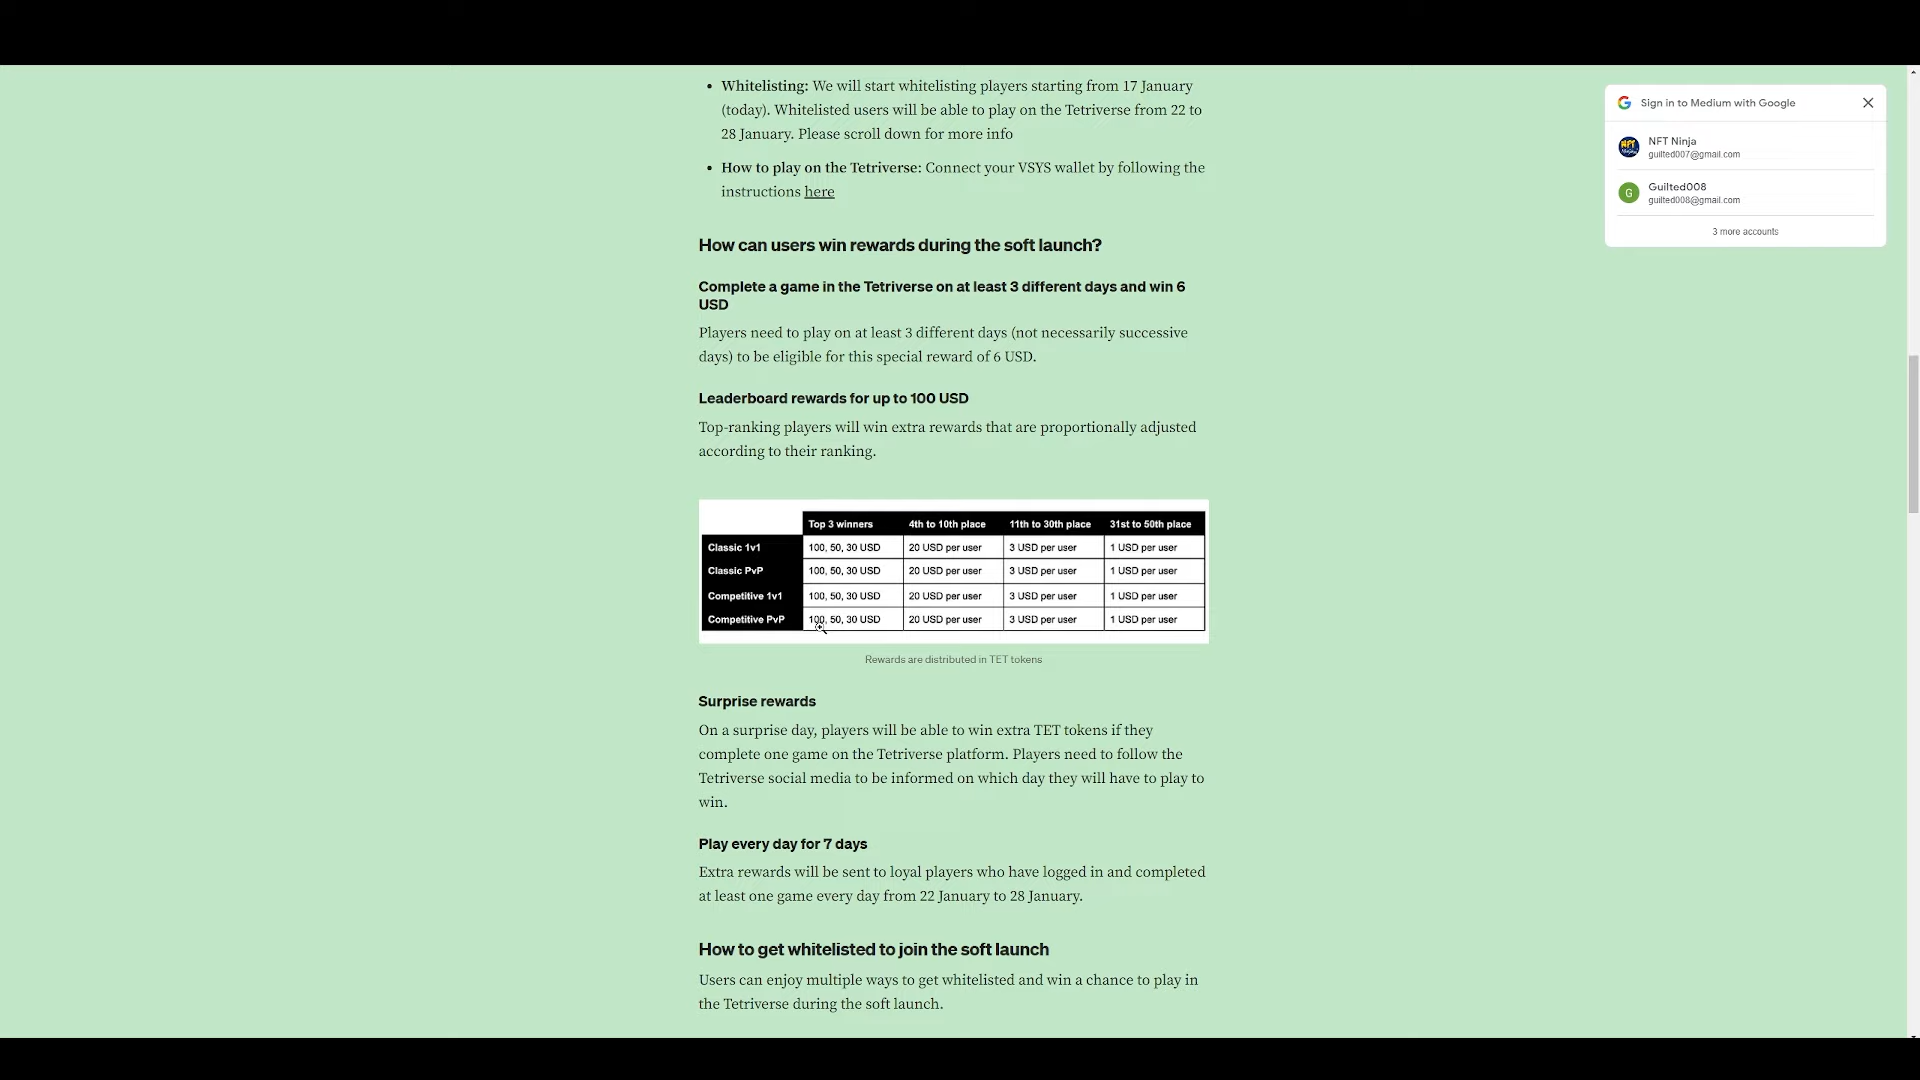 Whitelisting: We will start whitelisting players starting from 17 January
(today). Whitelisted users will be able to play on the Tetriverse from 22 to
28 January. Please scroll down for more info
How to play on the Tetriverse: Connect your VSYS wallet by following the
instructions here
How can users win rewards during the soft launch?
Complete a game in the Tetriverse on at least 3 different days and win 6
USD
Players need to play on at least 3 different days (not necessarily successive
days) to be eligible for this special reward of 6 USD.
Leaderboard rewards for up to 100 USD
Top-ranking players will win extra rewards that are proportionally adjusted
according to their ranking.
Top 3 winners 4th to 10th place 11th to 30th place 31st to 50th place
Classic 1v1 100, 50, 30 USD 20 USD per user 3 USD per user 1 USD per user
Classic PvP 100, 50, 30 USD 20 USD per user 3 USD per user 1 USD per user
Competitive 1v1 100, 50, 30 USD 20 USD per user 3 USD per user 1 USD per user
Competitive PvP 100, 50, 30 USD 20 USD per user 3 USD per user 1 USD per user
Rewards are distributed in TET tokens
Surprise rewards
On a surprise day, players will be able to win extra TET tokens if they
complete one game on the Tetriverse platform. Players need to follow the
Tetriverse social media to be informed on which day they will have to play to
win.
Play every day for 7 days
Extra rewards will be sent to loyal players who have logged in and completed
at least one game every day from 22 January to 28 January.
How to get whitelisted to join the soft launch
Users can enjoy multiple ways to get whitelisted and win a chance to play in
the Tetriverse during the soft launch.
Sign in to Medium with Google
NFT Ninja
guilted007@gmail.com
G
Guilted008
guilted008@gmail.com
3 more accounts